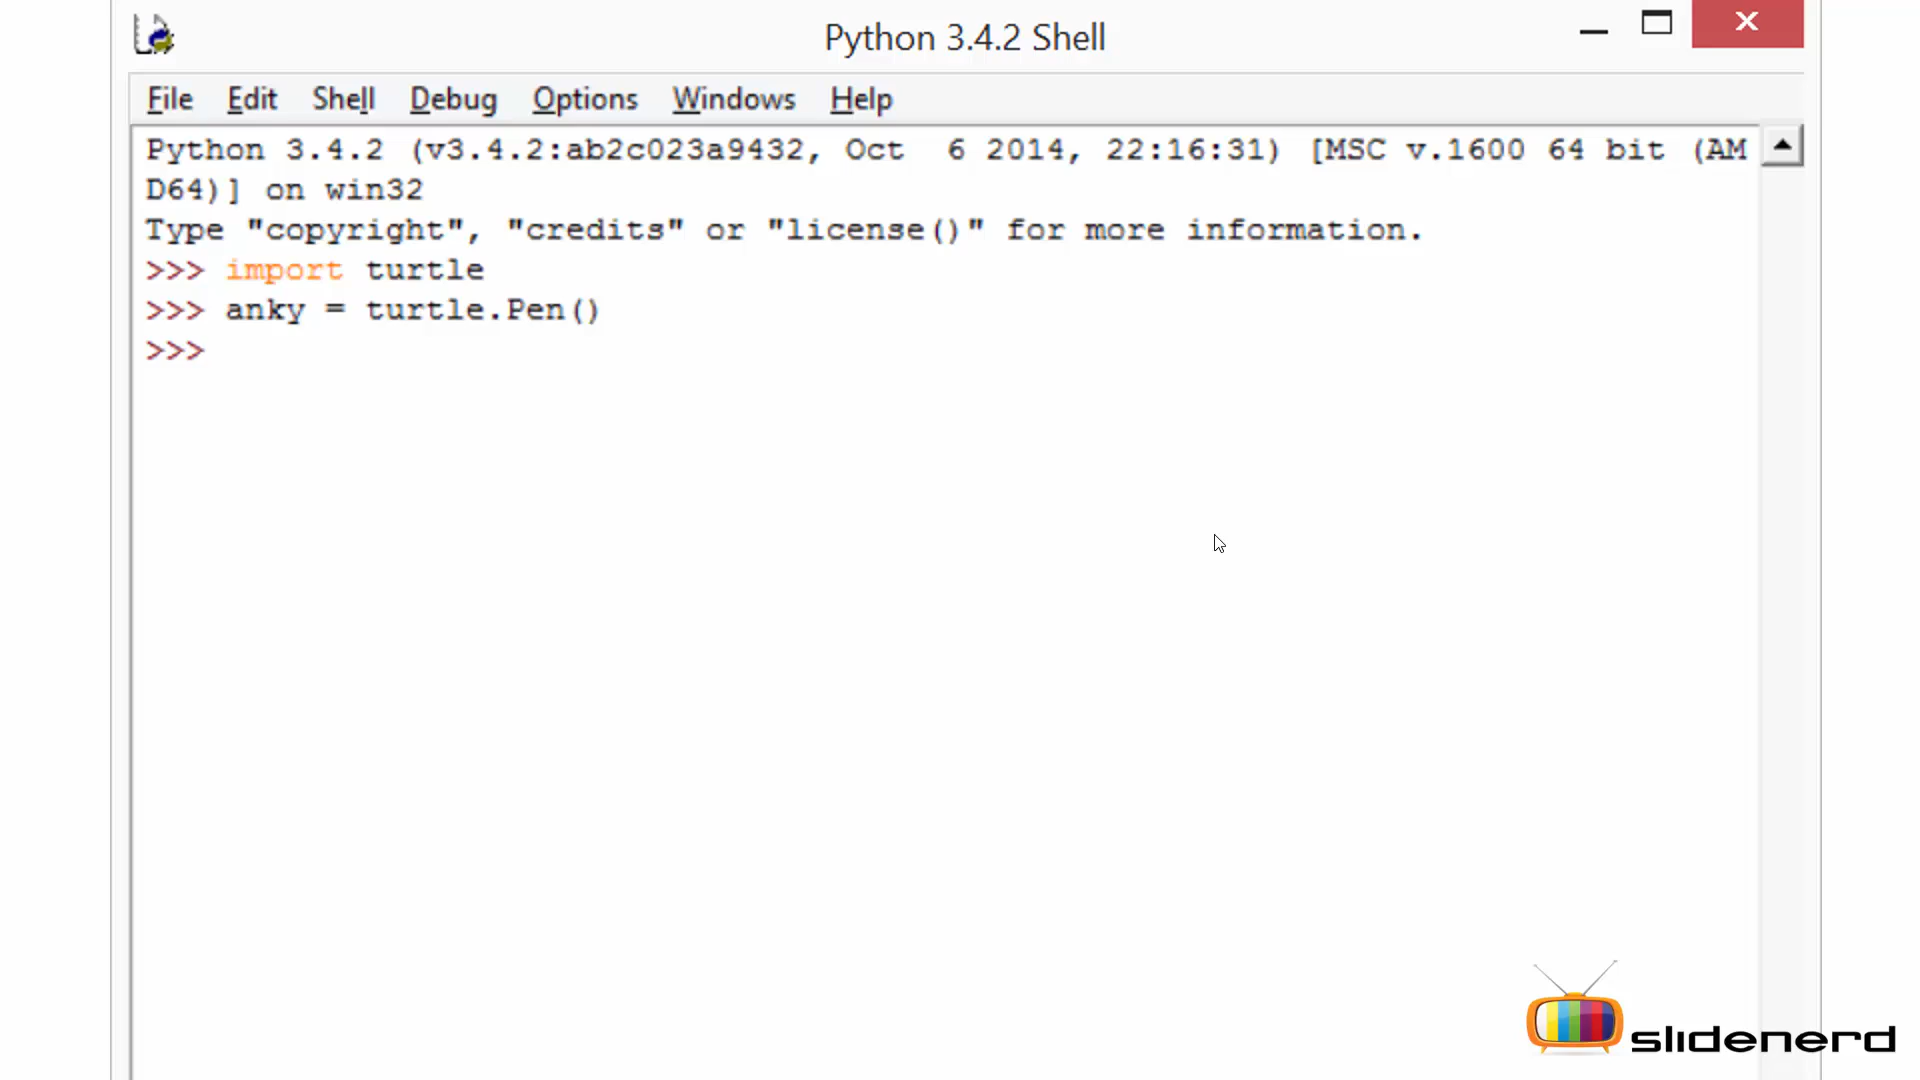 Python 3.4.2 Shell
File Edit Shell Debug Options Windows Help
Python 3.4.2 (v3.4.2:ab2c023a9432, Oct  6 2014, 22:16:31) [MSC v.1600 64 bit (AM
D64)] on win32
Type "copyright", "credits" or "license()" for more information.
>>> import turtle
>>> anky = turtle.Pen()
>>>
slidenerd